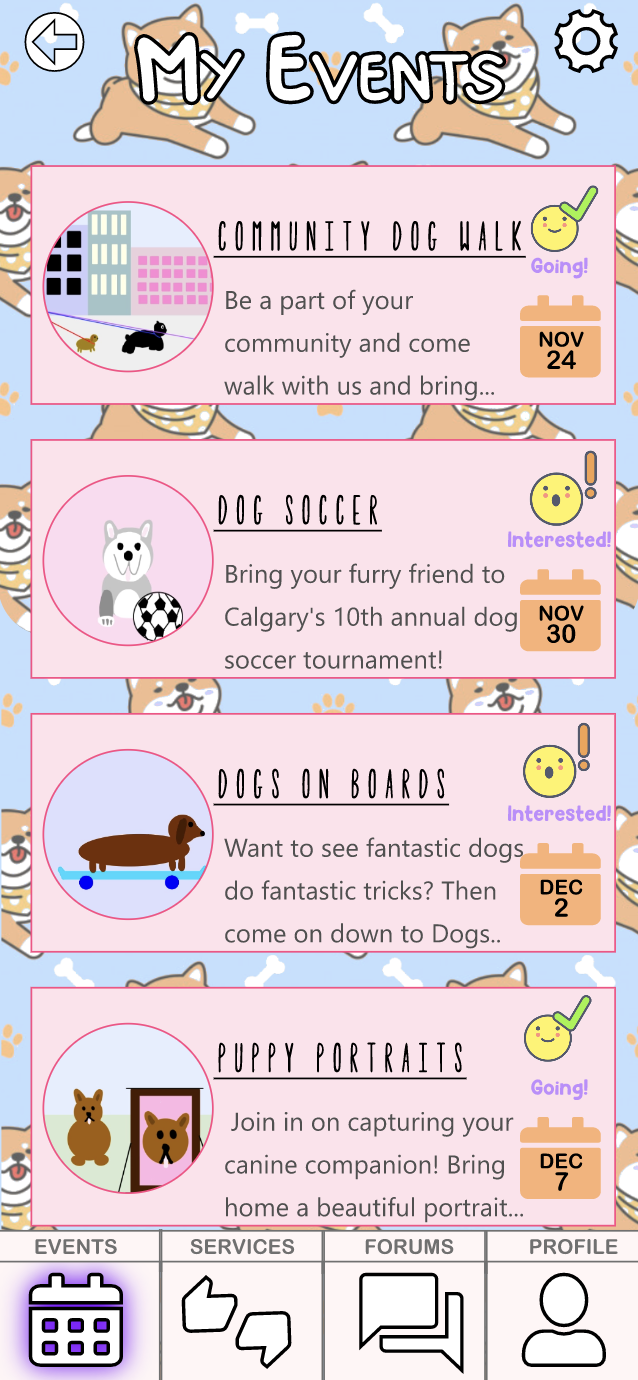 My Events
COMMUNITY DOG WALK
Going!
Be a part of your
community and come
walk with us and bring...
NOV
24
DOG SOCCER
Interested!
Bring your furry friend to
Calgary's 10th annual dog
soccer tournament!
NOV
30
DOGS ON BOARDS
Interested!
Want to see fantastic dogs
do fantastic tricks? Then
come on down to Dogs..
DEC
2
PUPPY PORTRAITS
Going!
Join in on capturing your
canine companion! Bring
home a beautiful portrait...
DEC
7
EVENTS SERVICES FORUMS PROFILE